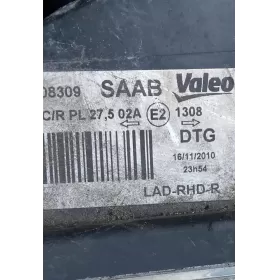 08309 SAAB Valeo
C/R PL 27,5 02A E2 1308
DTG
16/11/2010
23h54
LAD-RHD-R